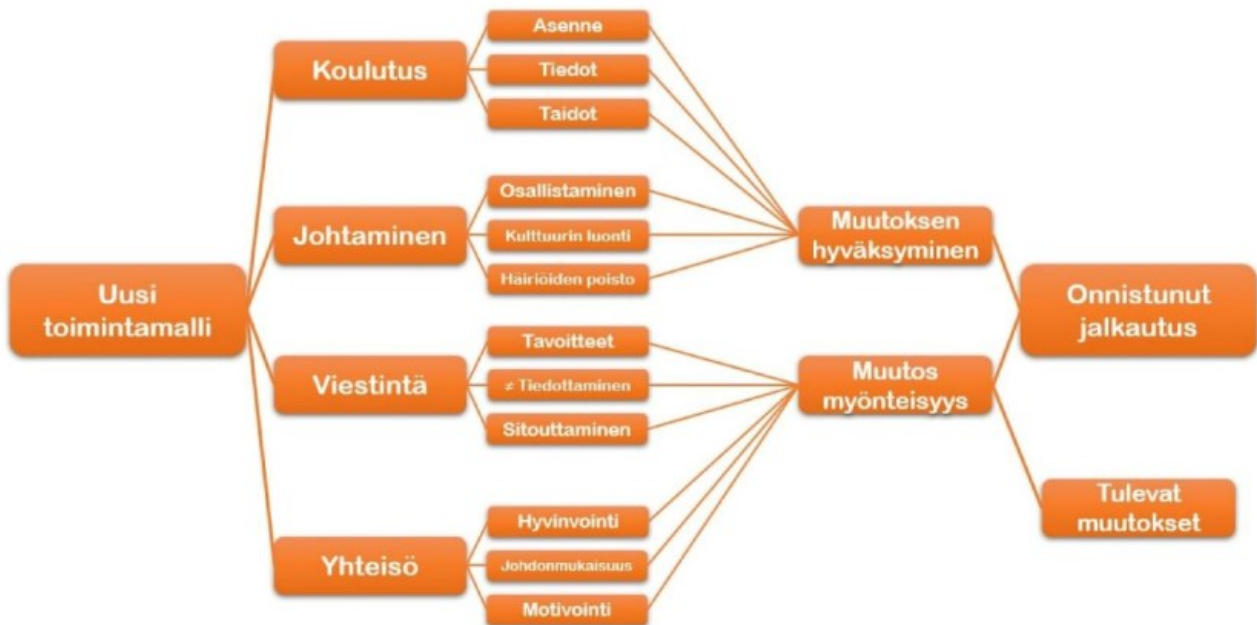 Uusi
toimintamalli
Koulutus
Asenne
Tiedot
Taidot
Johtaminen
Osallistaminen
Kulttuurin luonti
Häiriöiden poisto
Viestintä
Tavoitteet
≠ Tiedottaminen
Sitouttaminen
Yhteisö
Hyvinvointi
Johdonmukaisuus
Motivointi
Muutoksen
hyväksyminen
Muutos
myönteisyys
Onnistunut
jalkautus
Tulevat
muutokset